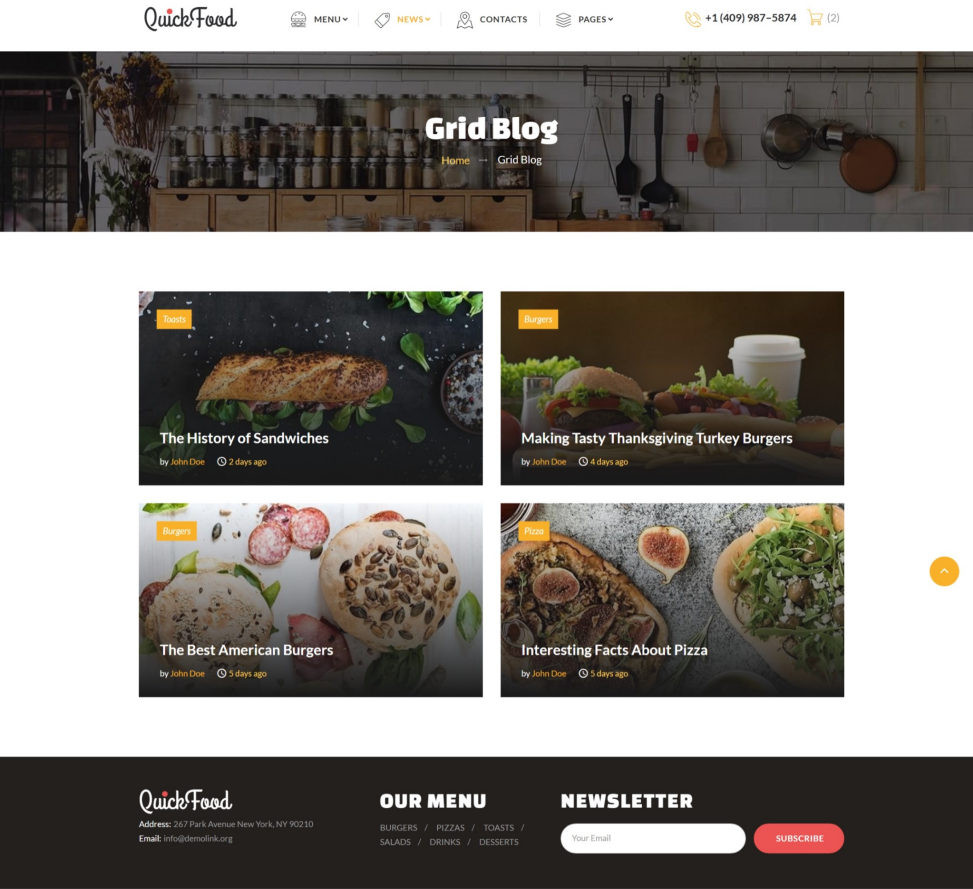 QuickFood
MENU
NEWS
CONTACTS
PAGES
+1 (409) 987–5874
(2)
Grid Blog
Home → Grid Blog
Toasts
The History of Sandwiches
by John Doe 2 days ago
Burgers
Making Tasty Thanksgiving Turkey Burgers
by John Doe 4 days ago
Burgers
The Best American Burgers
by John Doe 5 days ago
Pizza
Interesting Facts About Pizza
by John Doe 5 days ago
QuickFood
Address: 267 Park Avenue New York, NY 90210
Email: info@demolink.org
OUR MENU
BURGERS / PIZZAS / TOASTS /
SALADS / DRINKS / DESSERTS
NEWSLETTER
Your Email
SUBSCRIBE